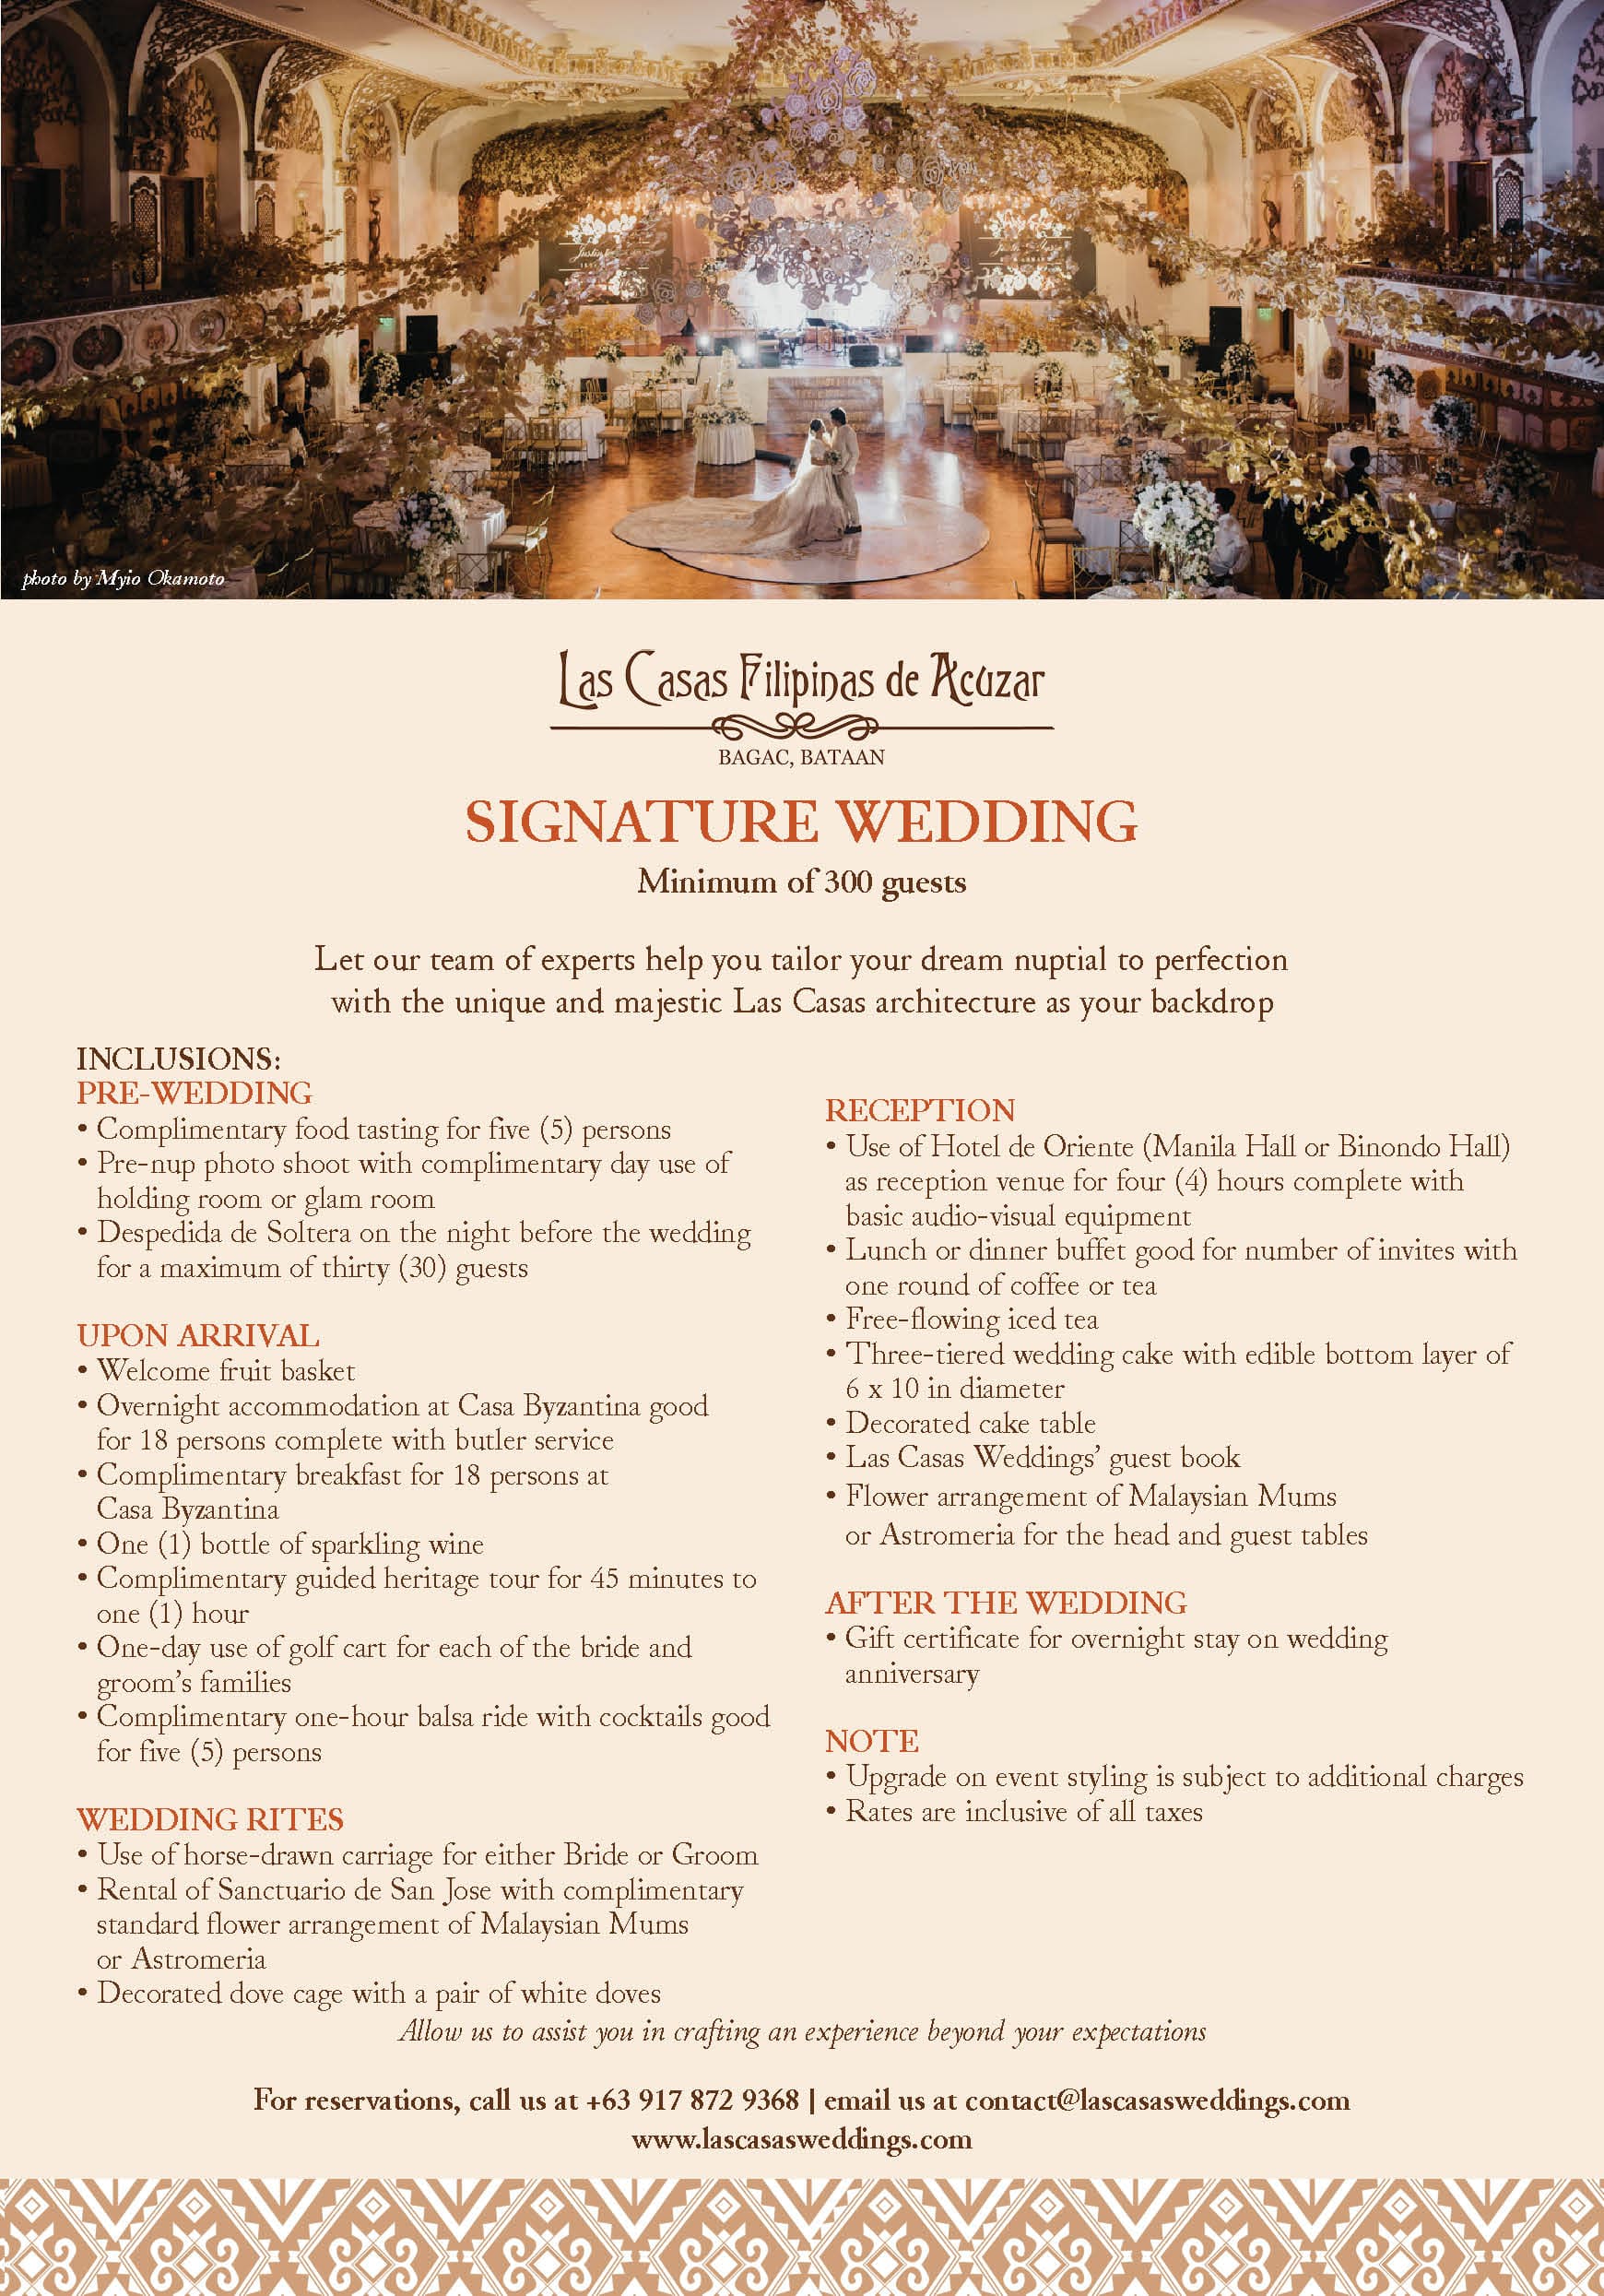 photo by Myio Okamoto
Las Casas Filipinas de Acuzar
BAGAC, BATAAN
SIGNATURE WEDDING
Minimum of 300 guests
Let our team of experts help you tailor your dream nuptial to perfection
with the unique and majestic Las Casas architecture as your backdrop
INCLUSIONS:
PRE-WEDDING
• Complimentary food tasting for five (5) persons
• Pre-nup photo shoot with complimentary day use of
holding room or glam room
• Despedida de Soltera on the night before the wedding
for a maximum of thirty (30) guests
UPON ARRIVAL
• Welcome fruit basket
• Overnight accommodation at Casa Byzantina good
for 18 persons complete with butler service
• Complimentary breakfast for 18 persons at
Casa Byzantina
• One (1) bottle of sparkling wine
• Complimentary guided heritage tour for 45 minutes to
one (1) hour
• One-day use of golf cart for each of the bride and
groom's families
• Complimentary one-hour balsa ride with cocktails good
for five (5) persons
WEDDING RITES
• Use of horse-drawn carriage for either Bride or Groom
• Rental of Sanctuario de San Jose with complimentary
standard flower arrangement of Malaysian Mums
or Astromeria
• Decorated dove cage with a pair of white doves
RECEPTION
• Use of Hotel de Oriente (Manila Hall or Binondo Hall)
as reception venue for four (4) hours complete with
basic audio-visual equipment
• Lunch or dinner buffet good for number of invites with
one round of coffee or tea
• Free-flowing iced tea
• Three-tiered wedding cake with edible bottom layer of
6 x 10 in diameter
• Decorated cake table
• Las Casas Weddings' guest book
• Flower arrangement of Malaysian Mums
or Astromeria for the head and guest tables
AFTER THE WEDDING
• Gift certificate for overnight stay on wedding
anniversary
NOTE
• Upgrade on event styling is subject to additional charges
• Rates are inclusive of all taxes
Allow us to assist you in crafting an experience beyond your expectations
For reservations, call us at +63 917 872 9368 | email us at contact@lascasasweddings.com
www.lascasasweddings.com